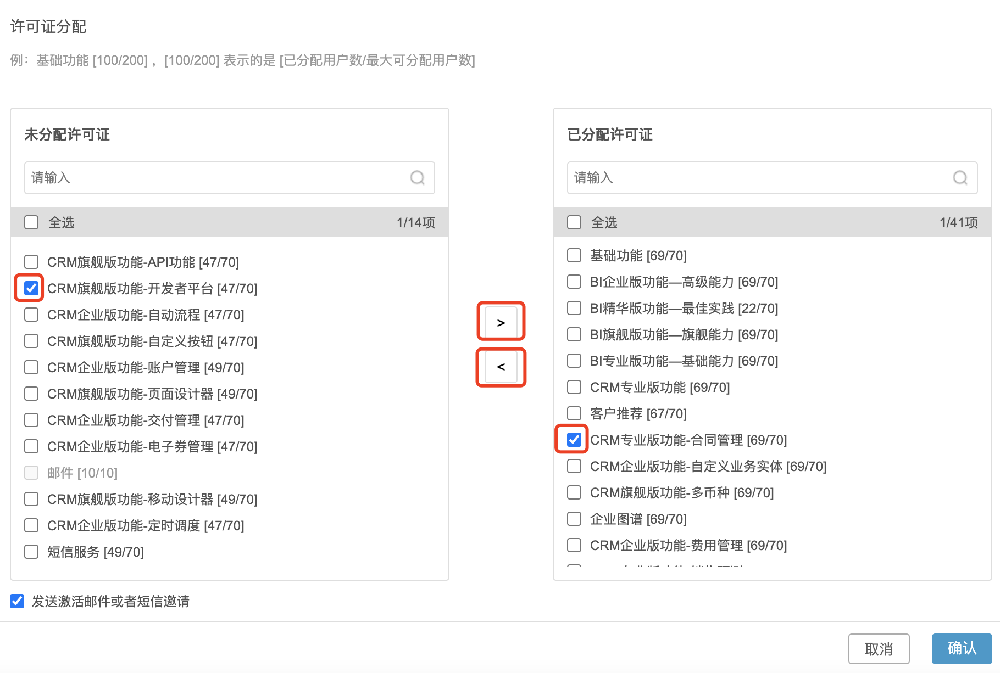 许可证分配
例：基础功能 [100/200] ，[100/200] 表示的是 [已分配用户数/最大可分配用户数]
未分配许可证
请输入
全选 1/14项
CRM旗舰版功能-API功能 [47/70]
CRM旗舰版功能-开发者平台 [47/70]
CRM企业版功能-自动流程 [47/70]
CRM旗舰版功能-自定义按钮 [47/70]
CRM企业版功能-账户管理 [49/70]
CRM旗舰版功能-页面设计器 [49/70]
CRM企业版功能-交付管理 [47/70]
CRM企业版功能-电子券管理 [47/70]
邮件 [10/10]
CRM旗舰版功能-移动设计器 [49/70]
CRM企业版功能-定时调度 [47/70]
短信服务 [49/70]
>
<
已分配许可证
请输入
全选 1/41项
基础功能 [69/70]
BI企业版功能—高级能力 [69/70]
BI精华版功能—最佳实践 [22/70]
BI旗舰版功能—旗舰能力 [69/70]
BI专业版功能—基础能力 [69/70]
CRM专业版功能 [69/70]
客户推荐 [67/70]
CRM专业版功能-合同管理 [69/70]
CRM企业版功能-自定义业务实体 [69/70]
CRM旗舰版功能-多币种 [69/70]
企业图谱 [69/70]
CRM企业版功能-费用管理 [69/70]
发送激活邮件或者短信邀请
取消
确认